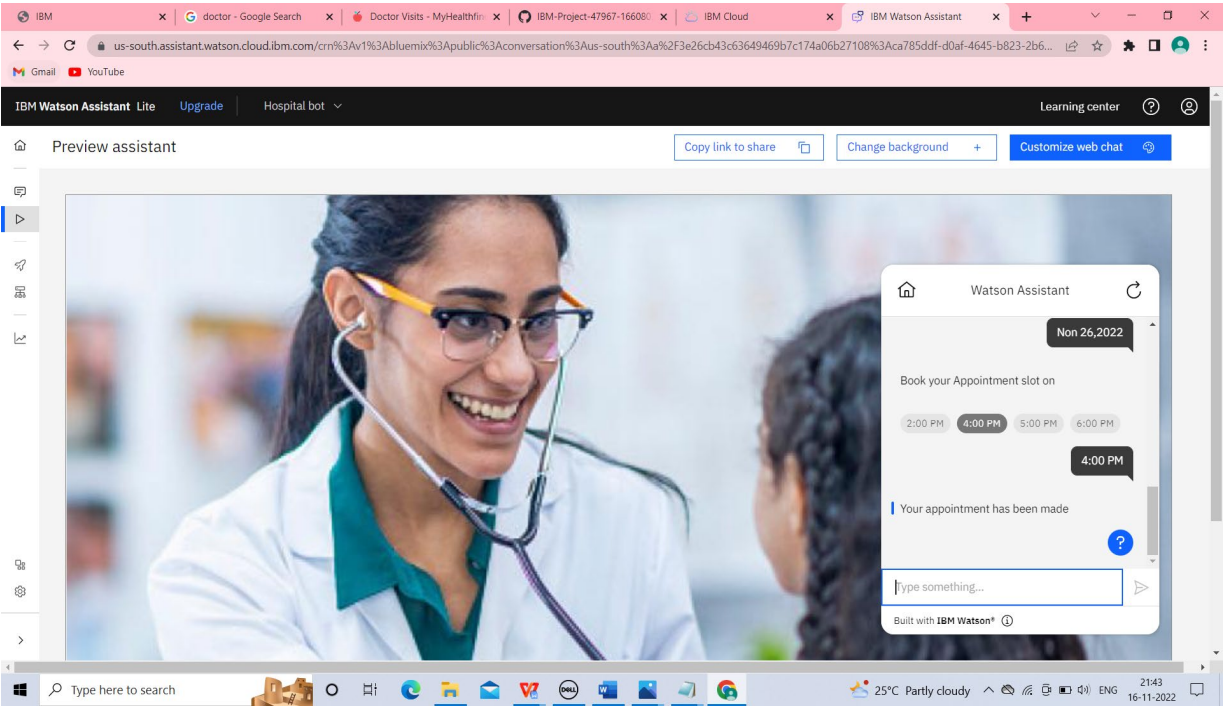 IBM
doctor - Google Search
Doctor Visits - MyHealthfin
IBM-Project-47967-166080
IBM Cloud
IBM Watson Assistant
us-south.assistant.watson.cloud.ibm.com/crn%3Av1%3Abluemix%3Apublic%3Aconversation%3Aus-south%3Aa%2F3e26cb43c63649469b7c174a06b27108%3Aca785ddf-d0af-4645-b823-2b6...
Gmail YouTube
IBM Watson Assistant Lite Upgrade Hospital bot Learning center
Preview assistant Copy link to share Change background + Customize web chat
Watson Assistant
Non 26,2022
Book your Appointment slot on
2:00 PM 4:00 PM 5:00 PM 6:00 PM
4:00 PM
Your appointment has been made
?
Type something...
Built with IBM Watson®
Type here to search
DELL
25°C Partly cloudy
ENG
21:43
16-11-2022